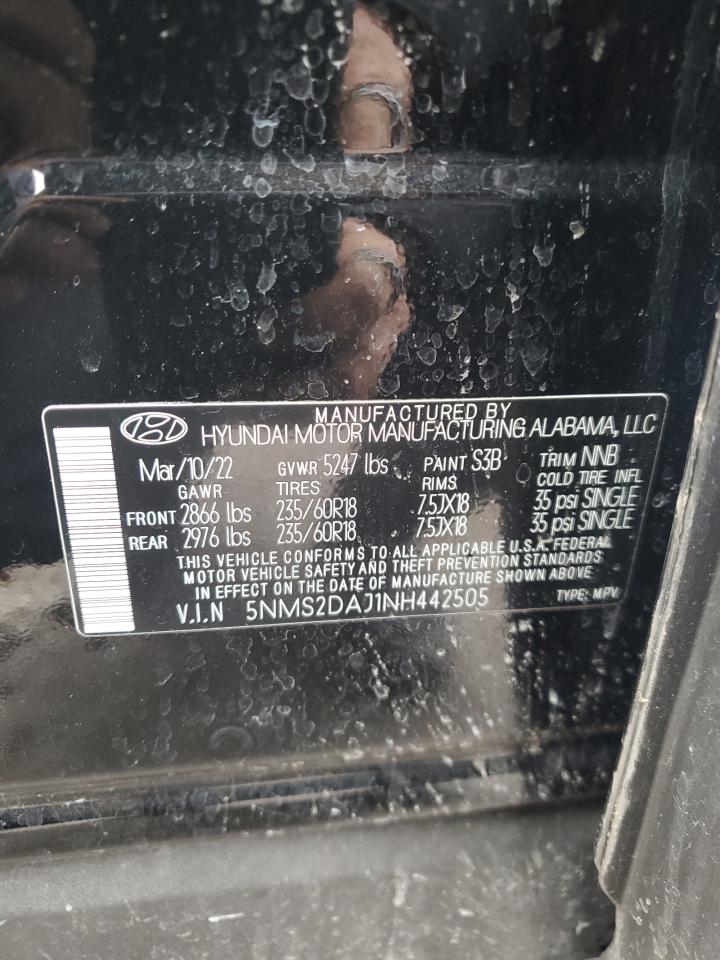 MANUFACTURED BY
HYUNDAI MOTOR MANUFACTURING ALABAMA, LLC
Mar/10/22 GVWR 5247 lbs PAINT S3B TRIM NNB
GAWR TIRES RIMS COLD TIRE INFL
FRONT 2866 lbs 235/60R18 7.5JX18 35 psi SINGLE
REAR 2976 lbs 235/60R18 7.5JX18 35 psi SINGLE
THIS VEHICLE CONFORMS TO ALL APPLICABLE U.S.A. FEDERAL
MOTOR VEHICLE SAFETY AND THEFT PREVENTION STANDARDS
IN EFFECT ON THE DATE OF MANUFACTURE SHOWN ABOVE
V.I.N 5NMS2DAJ1NH442505 TYPE: MPV